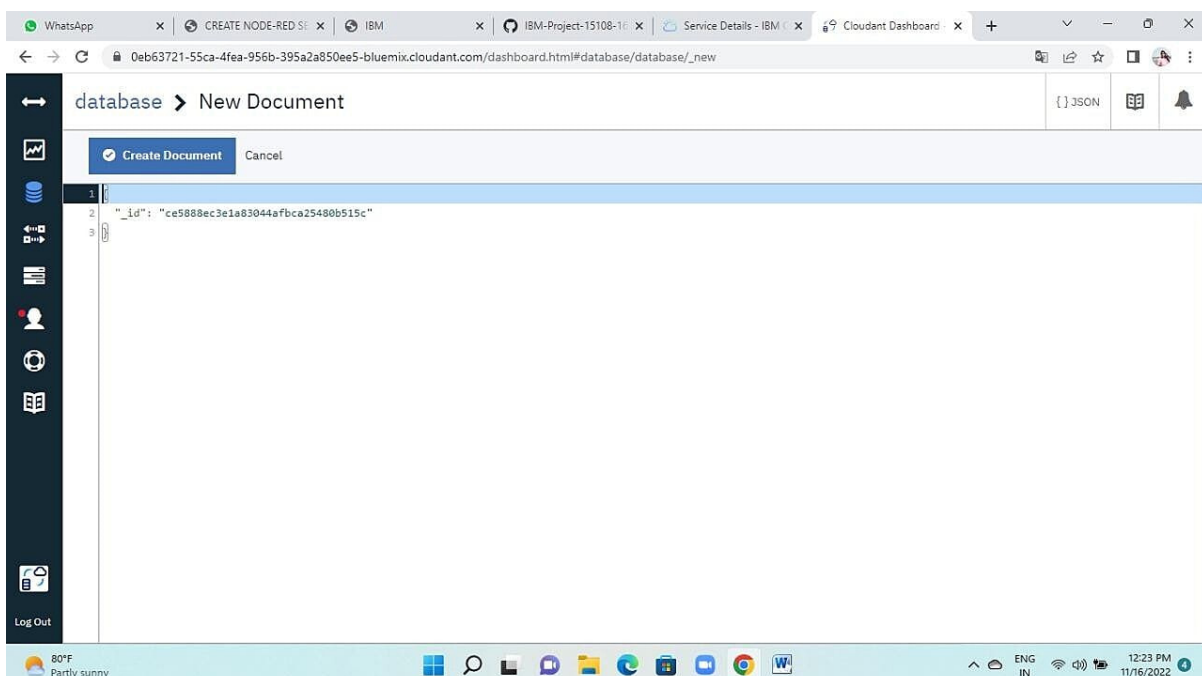 WhatsApp
CREATE NODE-RED SE
IBM
IBM-Project-15108-16
Service Details - IBM C
Cloudant Dashboard -
0eb63721-55ca-4fea-956b-395a2a850ee5-bluemix.cloudant.com/dashboard.html#database/database/_new
database > New Document
{ } JSON
Create Document Cancel
1 {
2 "_id": "ce5888ec3e1a83044afbca25480b515c"
3 }
Log Out
80°F
Partly sunny
W
ENG
IN
12:23 PM
11/16/2022
4